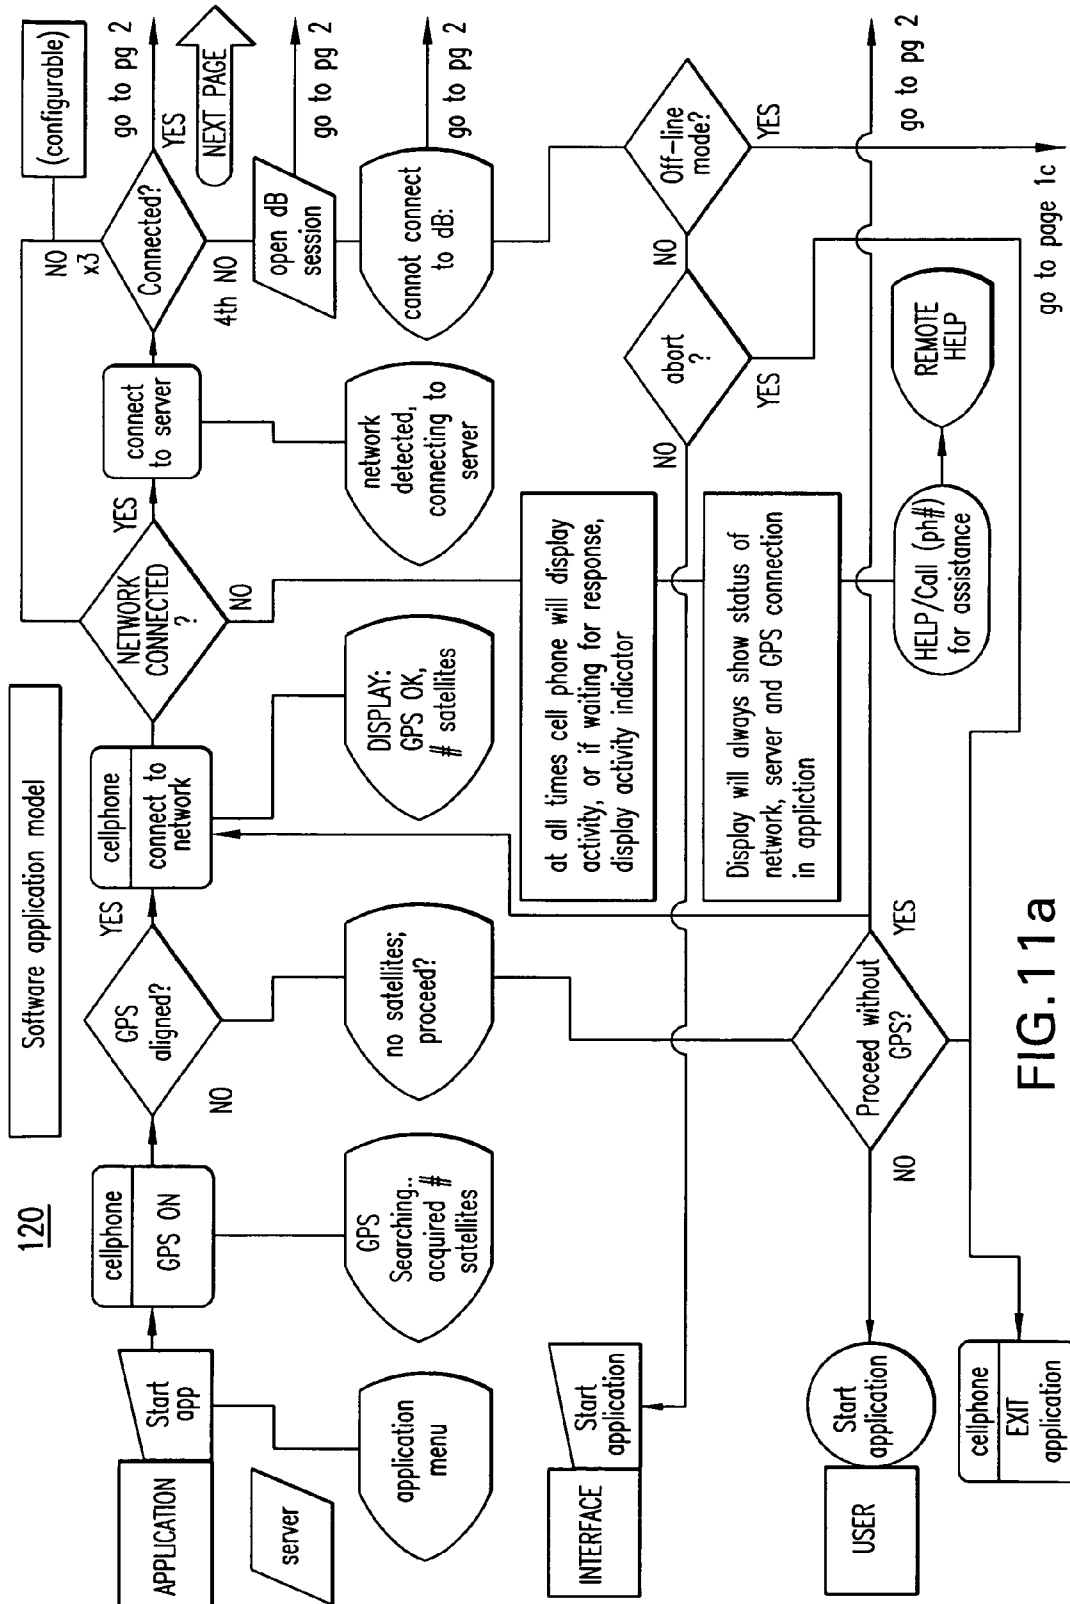 120
Software application model
APPLICATION
Start
app
cellphone
GPS ON
GPS
aligned?
YES
NO
cellphone
connect to
network
NETWORK
CONNECTED
?
YES
NO
connect
to server
Connected?
NO
x3
(configurable)
YES
go to pg 2
4th NO
NEXT PAGE
server
open dB
session
go to pg 2
application
menu
GPS
Searching..
acquired #
satellites
no satellites;
proceed?
DISPLAY:
GPS OK,
# satellites
network
detected,
connecting to
server
cannot connect
to dB:
go to pg 2
INTERFACE
Start
application
at all times cell phone will display
activity, or if waiting for response,
display activity indicator
Display will always show status of
network, server and GPS connection
in appliction
NO
abort
?
YES
NO
Off-line
mode?
YES
USER
Start
application
NO
Proceed without
GPS?
YES
go to pg 2
HELP/Call (ph#)
for assistance
REMOTE
HELP
cellphone
EXIT
application
go to page 1c
FIG.11a